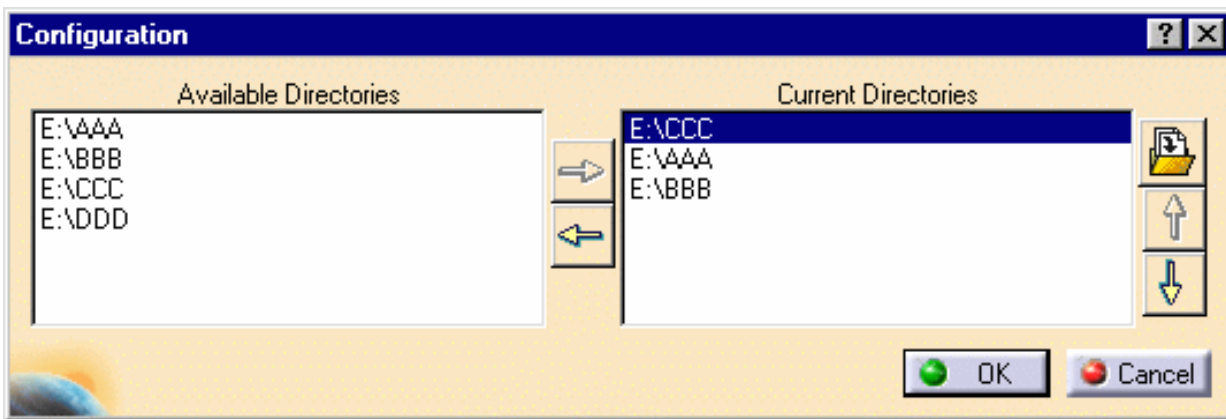 Configuration
Available Directories
E:\AAA
E:\BBB
E:\CCC
E:\DDD
Current Directories
E:\CCC
E:\AAA
E:\BBB
OK
Cancel